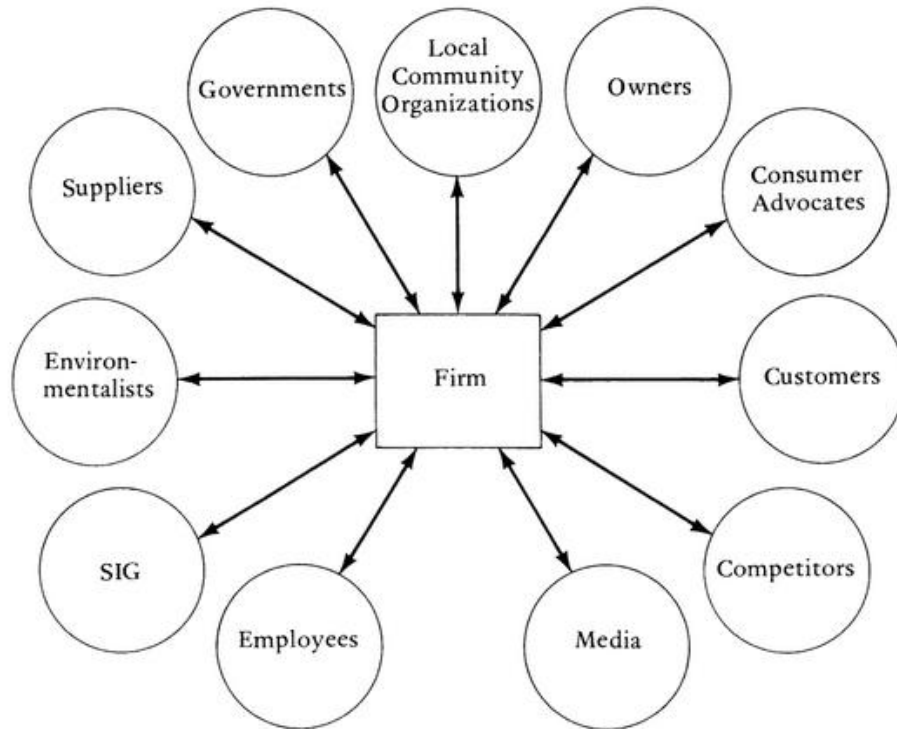 Governments
Local
Community
Organizations
Owners
Suppliers
Consumer
Advocates
Environ-
mentalists
Firm
Customers
SIG
Competitors
Employees
Media